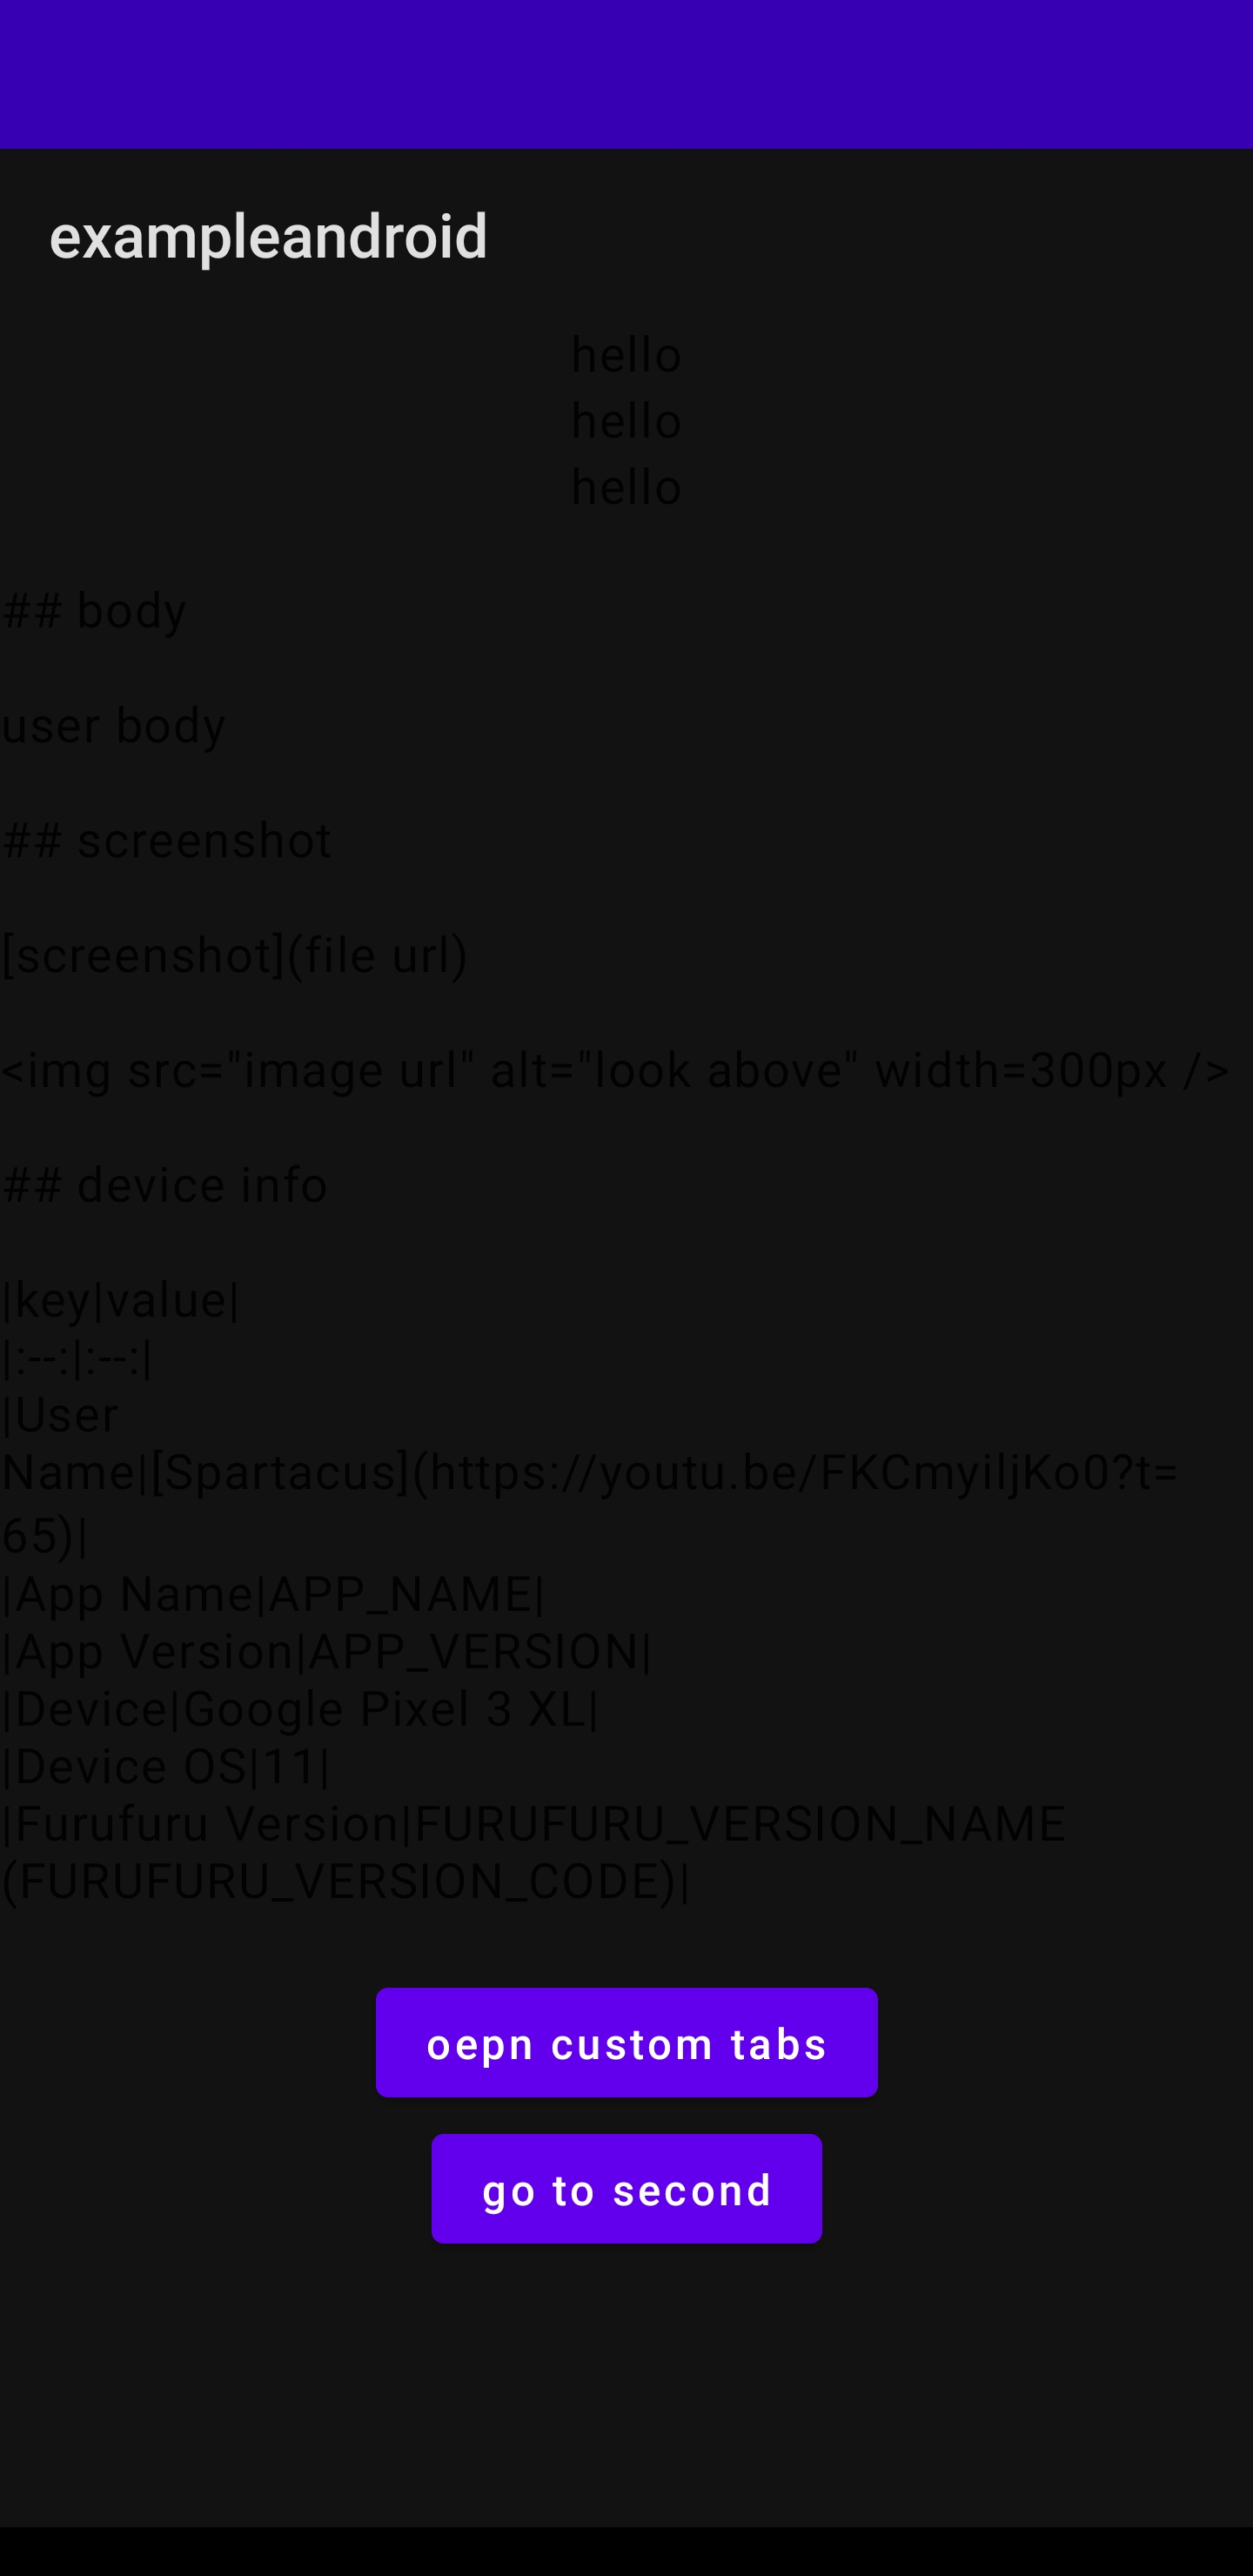 exampleandroid
hello
hello
hello
## body
user body
## screenshot
[screenshot](file url)
<img src="image url" alt="look above" width=300px />
## device info
|key|value|
|:--:|:--:|
|User
Name|[Spartacus](https://youtu.be/FKCmyiljKo0?t=
65)|
|App Name|APP_NAME|
|App Version|APP_VERSION|
|Device|Google Pixel 3 XL|
|Device OS|11|
|Furufuru Version|FURUFURU_VERSION_NAME
(FURUFURU_VERSION_CODE)|
oepn custom tabs
go to second